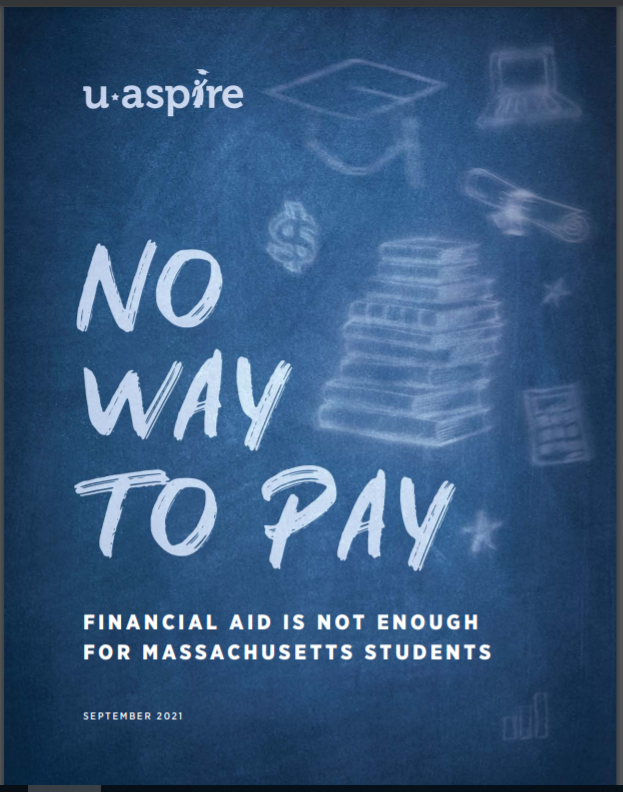 u·aspire
$
NO
WAY
TO PAY
FINANCIAL AID IS NOT ENOUGH
FOR MASSACHUSETTS STUDENTS
SEPTEMBER 2021